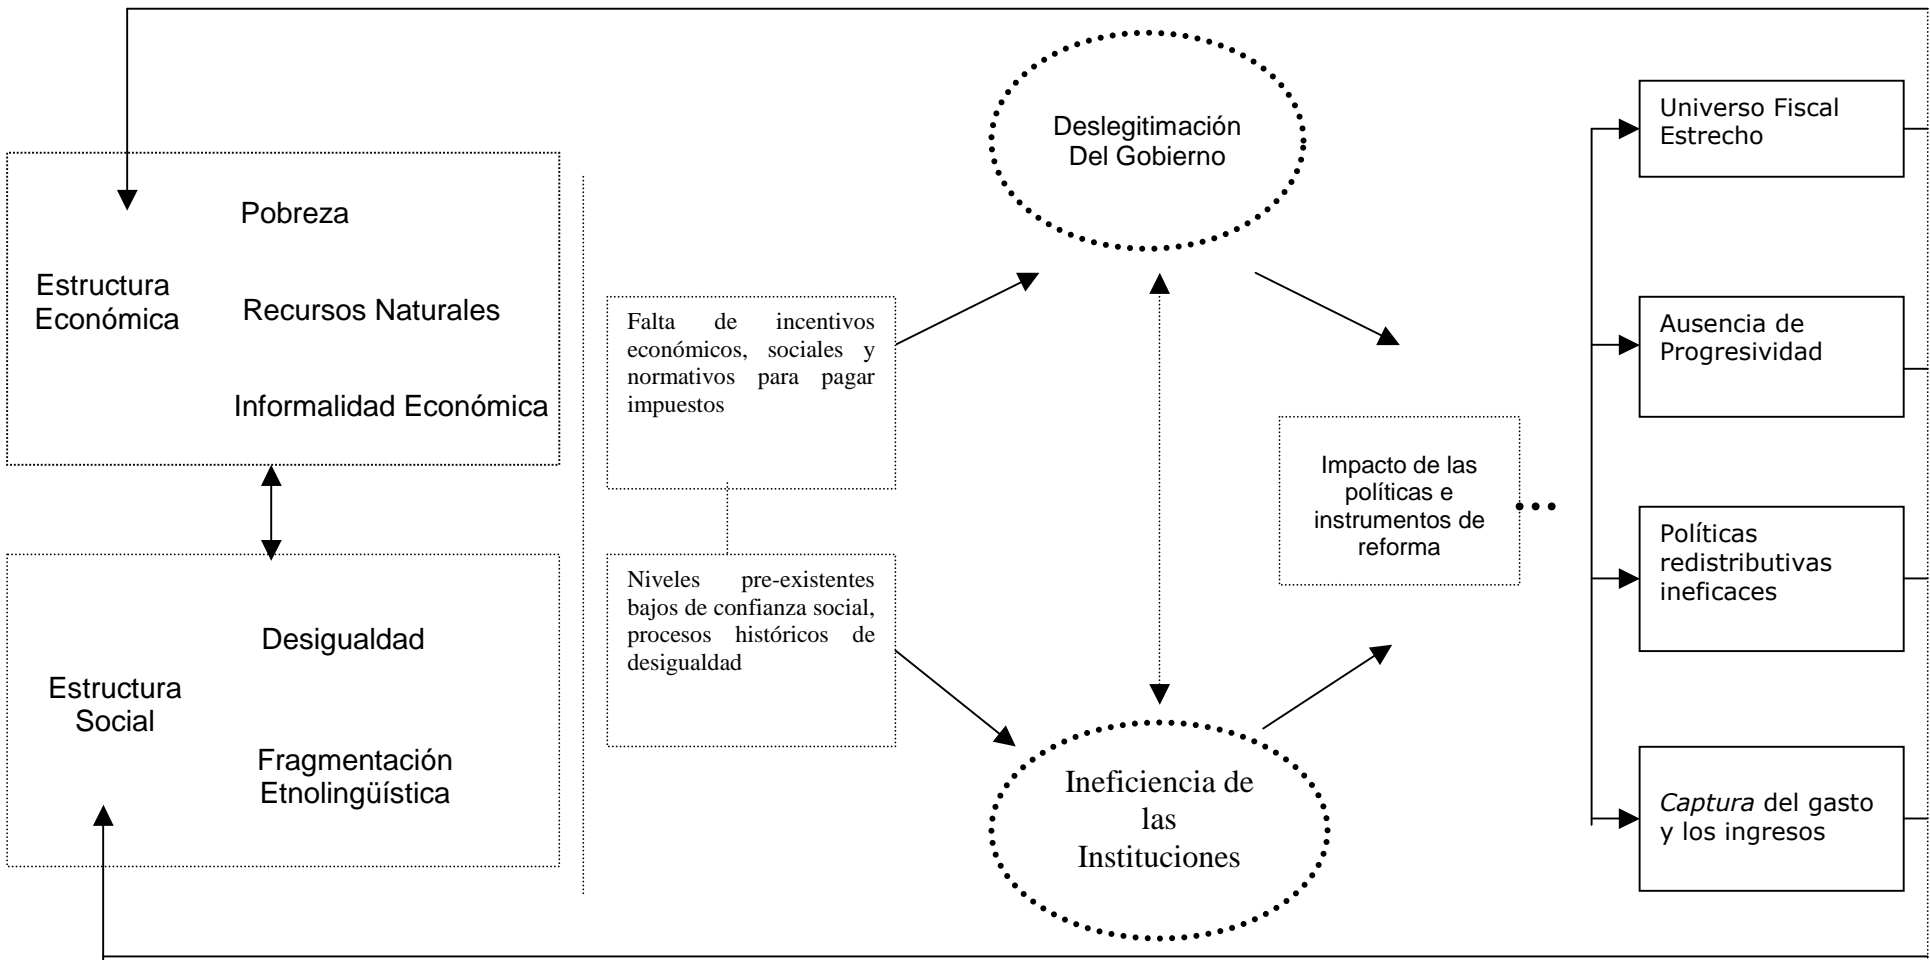 Pobreza
Estructura
Económica
Recursos Naturales
Informalidad Económica
Desigualdad
Estructura
Social
Fragmentación
Etnolingüística
Falta de incentivos
económicos, sociales y
normativos para pagar
impuestos
Niveles pre-existentes
bajos de confianza social,
procesos históricos de
desigualdad
Deslegitimación
Del Gobierno
Ineficiencia de
las
Instituciones
Impacto de las
políticas e
instrumentos de
reforma
Universo Fiscal
Estrecho
Ausencia de
Progresividad
Políticas
redistributivas
ineficaces
Captura del gasto
y los ingresos